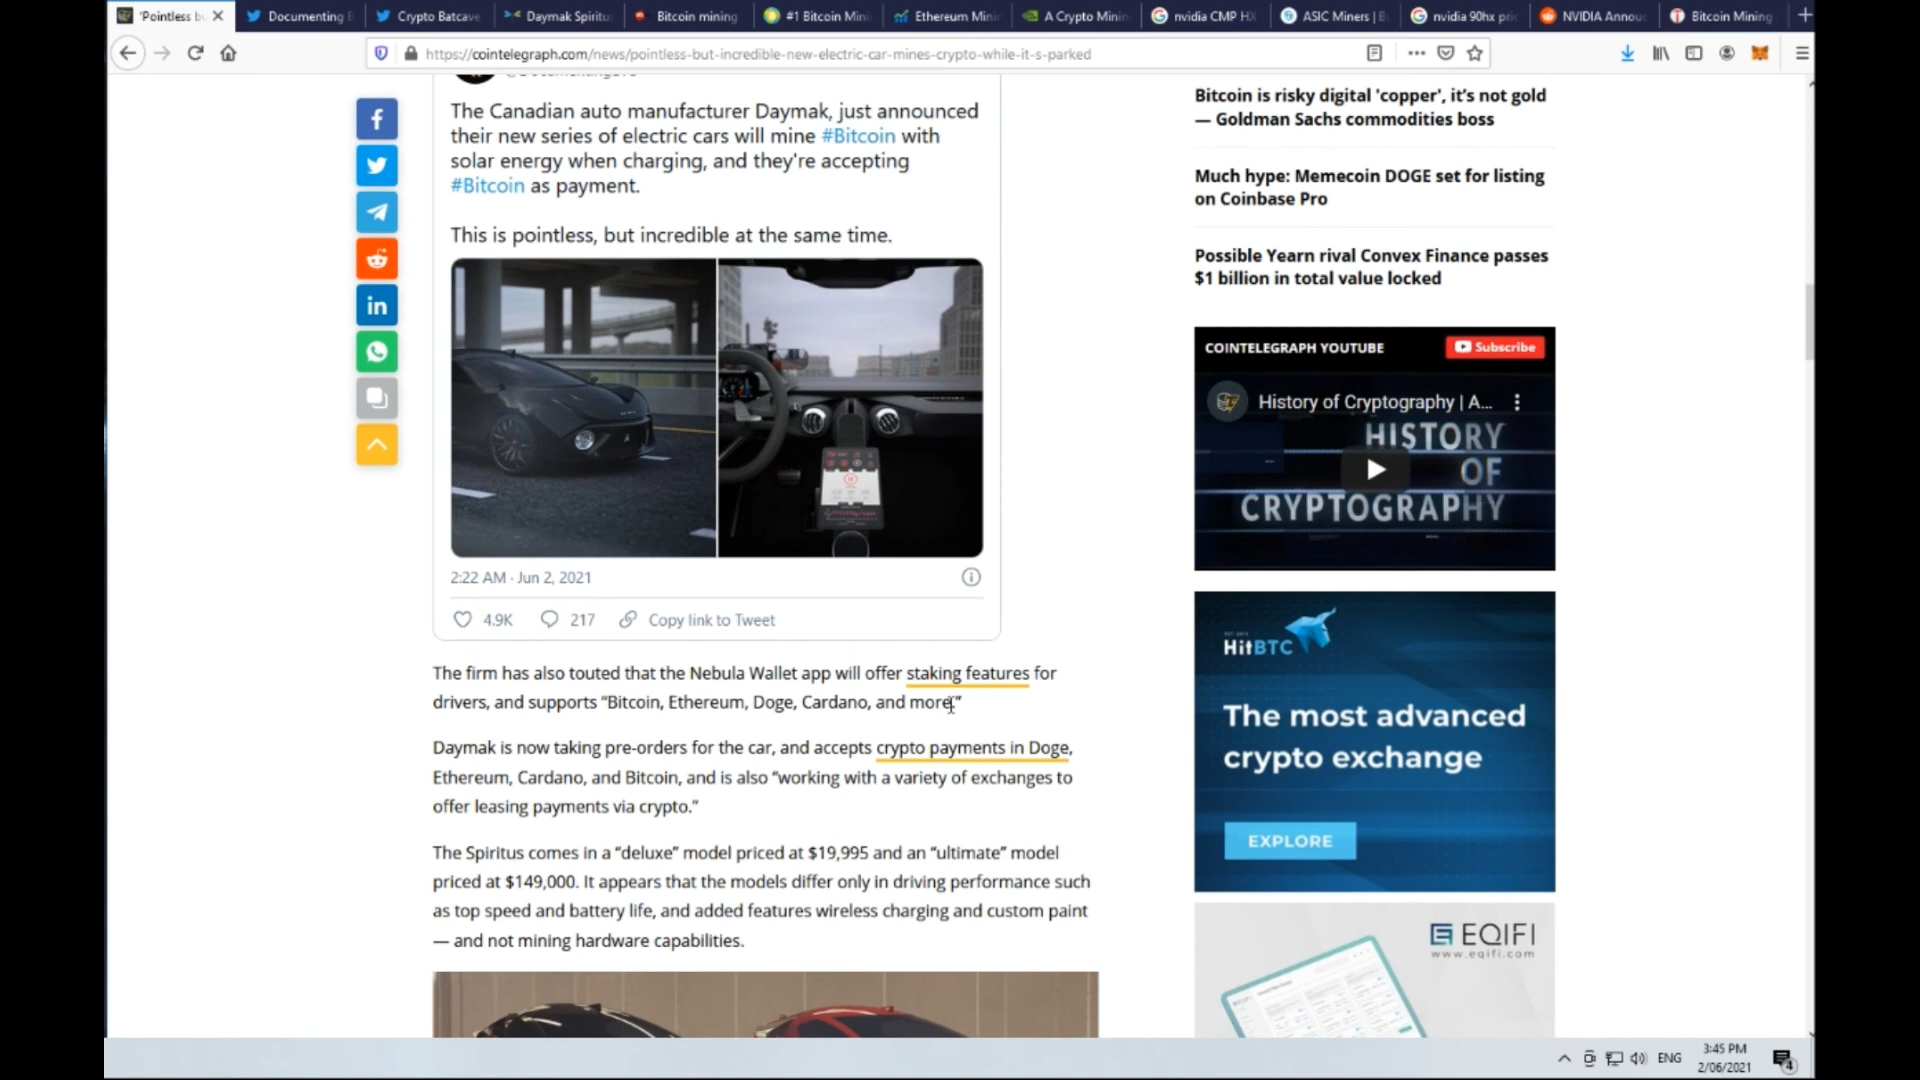 'Pointless bu
Documenting B
Crypto Batcave
Daymak Spiritu
Bitcoin mining
#1 Bitcoin Mini
Ethereum Mini
A Crypto Minin
nvidia CMP HX
ASIC Miners | B
nvidia 90hx pri
NVIDIA Annou
Bitcoin Mining
https://cointelegraph.com/news/pointless-but-incredible-new-electric-car-mines-crypto-while-it-s-parked
The Canadian auto manufacturer Daymak, just announced
their new series of electric cars will mine #Bitcoin with
solar energy when charging, and they're accepting
#Bitcoin as payment.
This is pointless, but incredible at the same time.
2:22 AM · Jun 2, 2021
4.9K 217 Copy link to Tweet
The firm has also touted that the Nebula Wallet app will offer staking features for
drivers, and supports “Bitcoin, Ethereum, Doge, Cardano, and more.”
Daymak is now taking pre-orders for the car, and accepts crypto payments in Doge,
Ethereum, Cardano, and Bitcoin, and is also “working with a variety of exchanges to
offer leasing payments via crypto.”
The Spiritus comes in a “deluxe” model priced at $19,995 and an “ultimate” model
priced at $149,000. It appears that the models differ only in driving performance such
as top speed and battery life, and added features wireless charging and custom paint
— and not mining hardware capabilities.
Bitcoin is risky digital 'copper', it’s not gold
— Goldman Sachs commodities boss
Much hype: Memecoin DOGE set for listing
on Coinbase Pro
Possible Yearn rival Convex Finance passes
$1 billion in total value locked
COINTELEGRAPH YOUTUBE
Subscribe
History of Cryptography | A...
HISTORY
OF
CRYPTOGRAPHY
HitBTC
The most advanced
crypto exchange
EXPLORE
EQIFI
www.eqifi.com
ENG
3:45 PM
2/06/2021
4